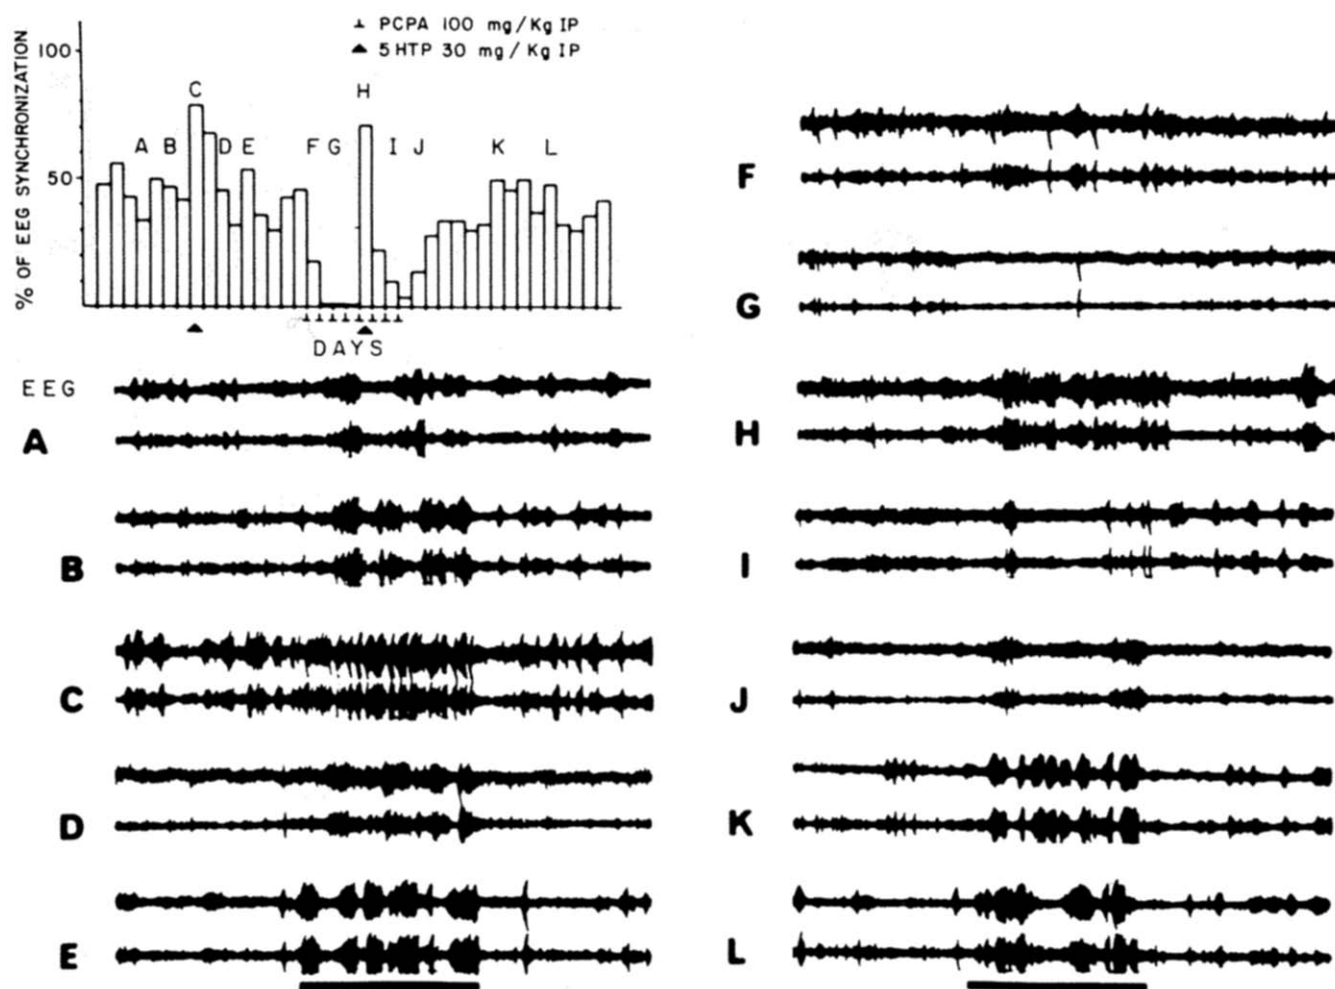 ⊥ PCPA 100 mg/Kg IP
▲ 5HTP 30 mg/Kg IP
% OF EEG SYNCHRONIZATION
100
50
A B C D E F G H I J K L
DAYS
EEG
A
B
C
D
E
F
G
H
I
J
K
L